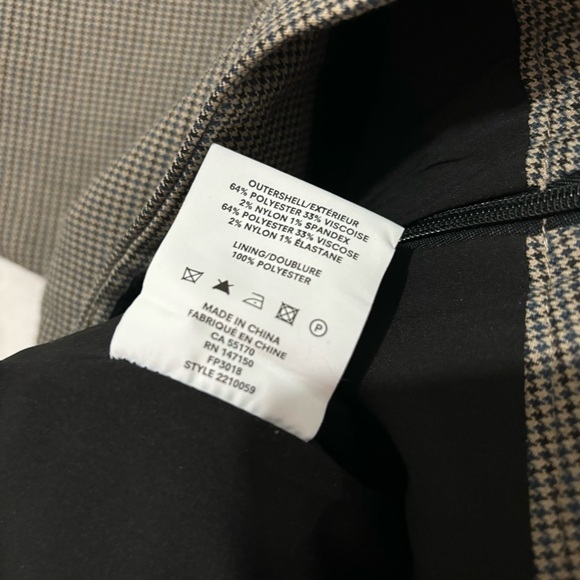 OUTERSHELL/EXTÉRIEUR
64% POLYESTER 33% VISCOISE
2% NYLON 1% SPANDEX
64% POLYESTER 33% VISCOSE
2% NYLON 1% ÉLASTANE
LINING/DOUBLURE
100% POLYESTER
P
MADE IN CHINA
FABRIQUÉ EN CHINE
CA 55170
RN 147150
FP3018
STYLE 2210059